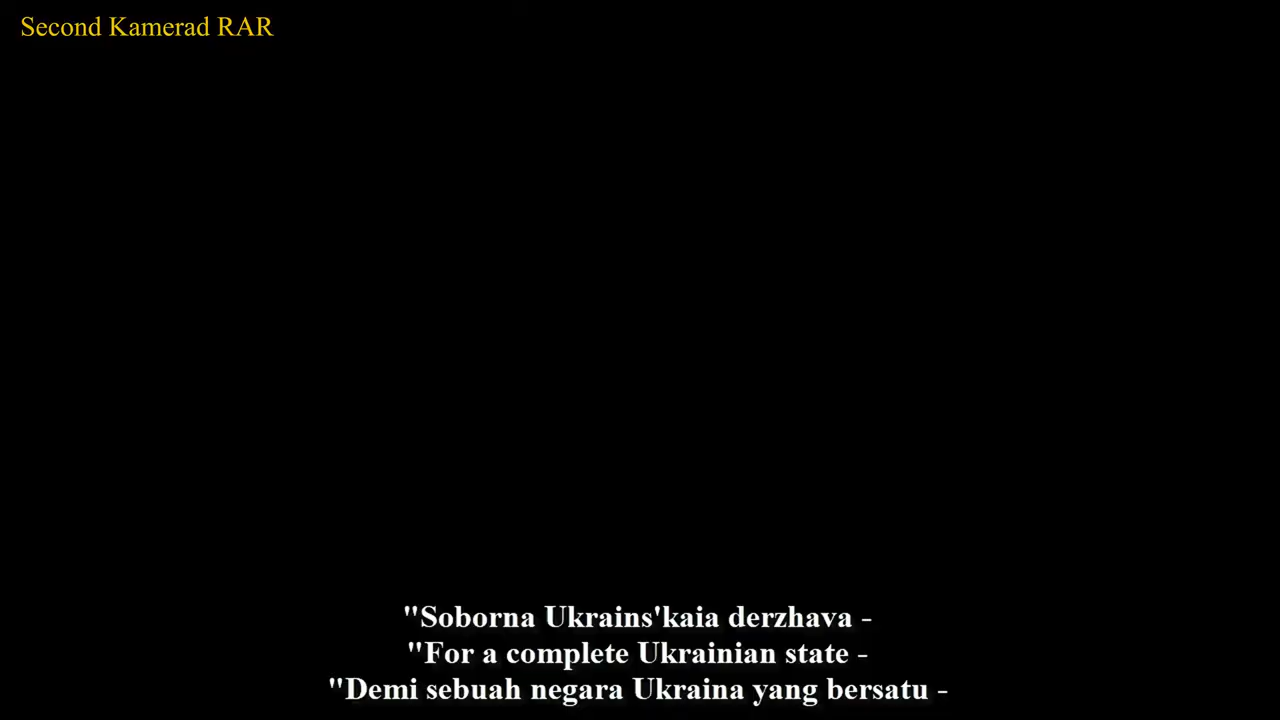 Second Kamerad RAR
"Soborna Ukrains'kaia derzhava -
"For a complete Ukrainian state -
"Demi sebuah negara Ukraina yang bersatu -